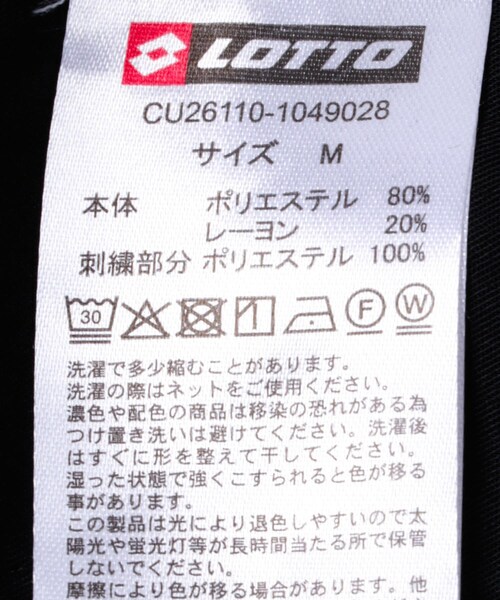 LOTTO
CU26110-1049028
サイズ M
本体 ポリエステル 80%
レーヨン 20%
刺繍部分 ポリエステル 100%
30 F W
洗濯で多少縮むことがあります。
洗濯の際はネットをご使用ください。
濃色や配色の商品は移染の恐れがある為
つけ置き洗いは避けてください。洗濯後
はすぐに形を整えて干してください。
湿った状態で強くこすられると色が移る
事があります。
この製品は光により退色しやすいので太
陽光や蛍光灯等が長時間当たる所で保管
しないでください。
摩擦により色が移る場合があります。他